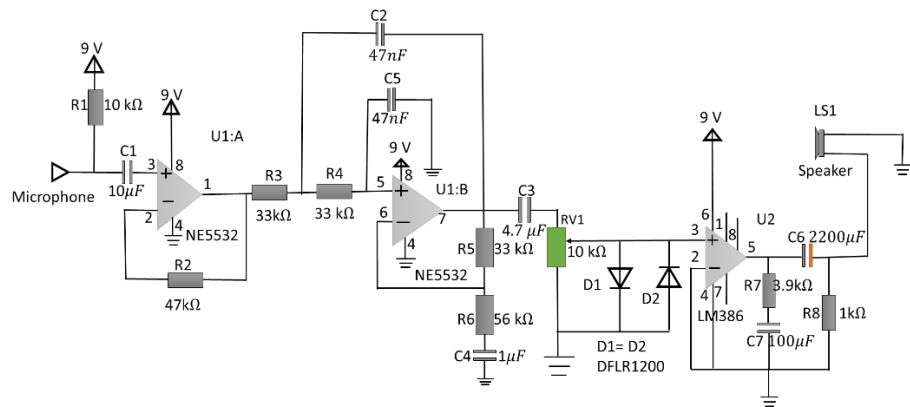 C2
47nF
9 V
C5
47nF
R1 10 kΩ
9 V
U1:A
C1
10μF
Microphone
3
8
1
2
4
NE5532
R2
47kΩ
R3
33kΩ
R4
33 kΩ
9 V
5
8
U1:B
6
7
4
NE5532
R5 33 kΩ
R6 56 kΩ
C4 1μF
C3
4.7 μF
RV1
10 kΩ
D1
D2
D1= D2
DFLR1200
9 V
6
1
8
U2
3
2
5
4
7
LM386
C6 2200μF
R7 3.9kΩ
C7 100μF
R8 1kΩ
LS1
Speaker